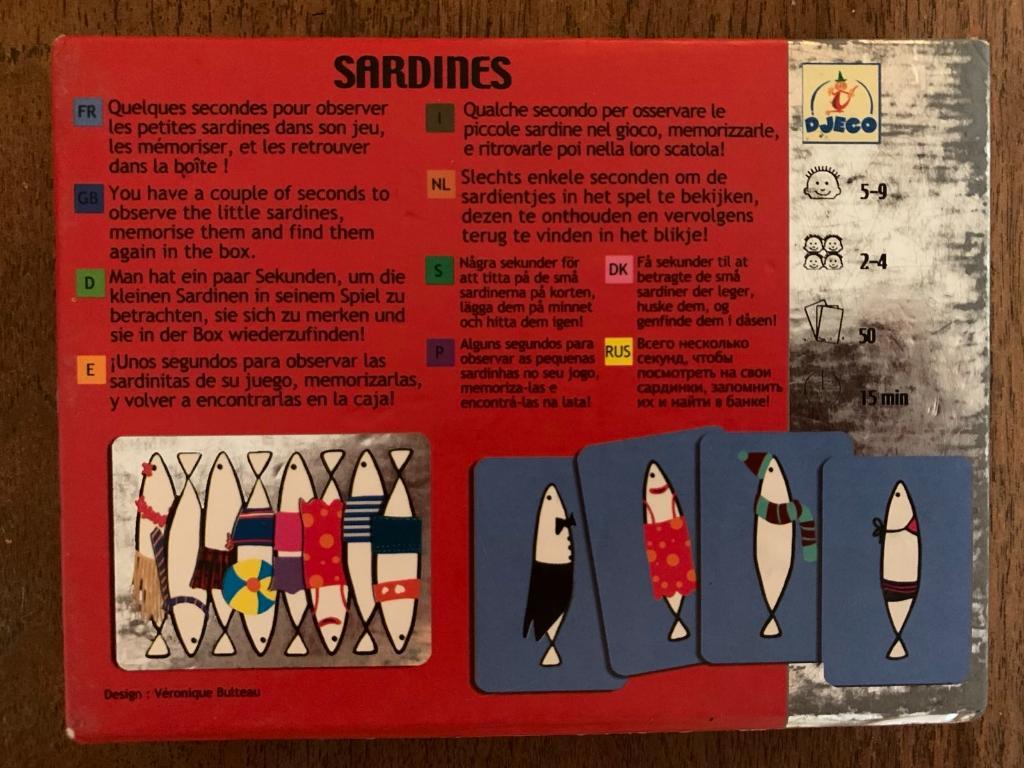 SARDINES
FR
Quelques secondes pour observer
les petites sardines dans son jeu,
les mémoriser, et les retrouver
dans la boîte !
GB
You have a couple of seconds to
observe the little sardines,
memorise them and find them
again in the box.
D
Man hat ein paar Sekunden, um die
kleinen Sardinen in seinem Spiel zu
betrachten, sie sich zu merken und
sie in der Box wiederzufinden!
E
¡Unos segundos para observar las
sardinitas de su juego, memorizarlas,
y volver a encontrarlas en la caja!
I
Qualche secondo per osservare le
piccole sardine nel gioco, memorizzarle,
e ritrovarle poi nella loro scatola!
NL
Slechts enkele seconden om de
sardientjes in het spel te bekijken,
dezen te onthouden en vervolgens
terug te vinden in het blikje!
S
Några sekunder för
att titta på de små
sardinerna på korten,
lägga dem på minnet
och hitta dem igen!
DK
Få sekunder til at
betragte de små
sardiner der leger,
huske dem, og
genfinde dem i dåsen!
P
Alguns segundos para
observar as pequenas
sardinhas no seu jogo,
memoriza-las e
encontrá-las na lata!
RUS
Всего несколько
секунд, чтобы
посмотреть на свои
сардинки, запомнить
их и найти в банке!
DJECO
5-9
2-4
50
15 min
Design : Véronique Bulteau